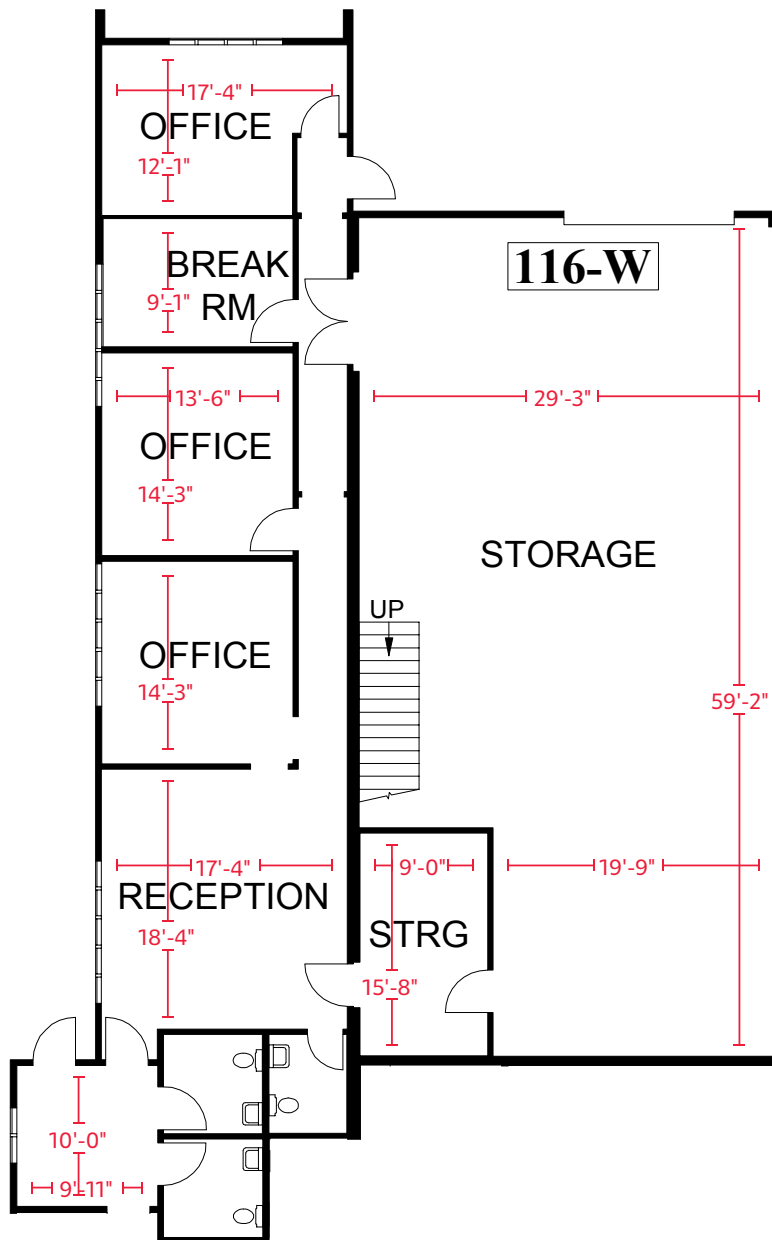 17'-4"
OFFICE
12'-1"
BREAK
RM
9'-1"
116-W
13'-6"
29'-3"
OFFICE
14'-3"
STORAGE
UP
OFFICE
14'-3"
59'-2"
17'-4"
9'-0"
19'-9"
RECEPTION
18'-4"
STRG
15'-8"
10'-0"
9'-11"